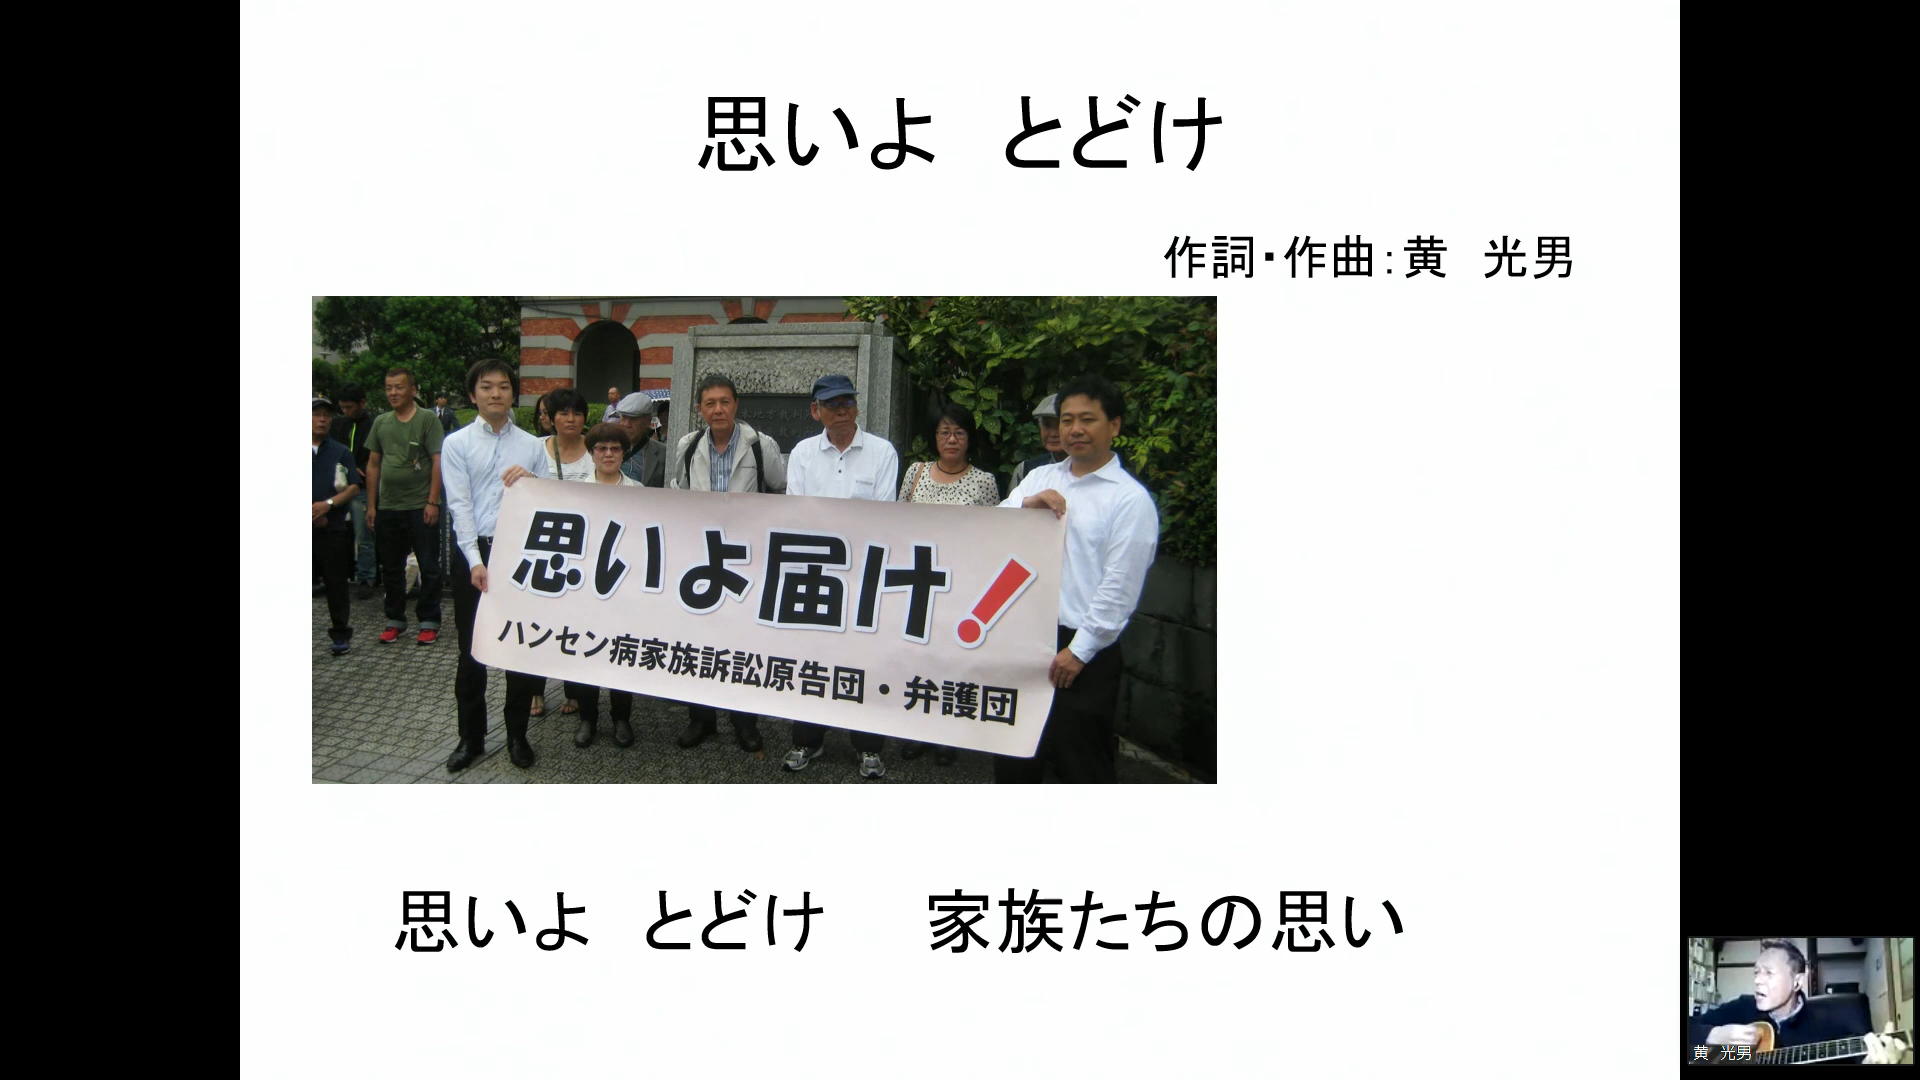 思いよ　とどけ
作詞・作曲：黄　光男
思いよ届け！
ハンセン病家族訴訟原告団・弁護団
思いよ　とどけ　　家族たちの思い
黄　光男